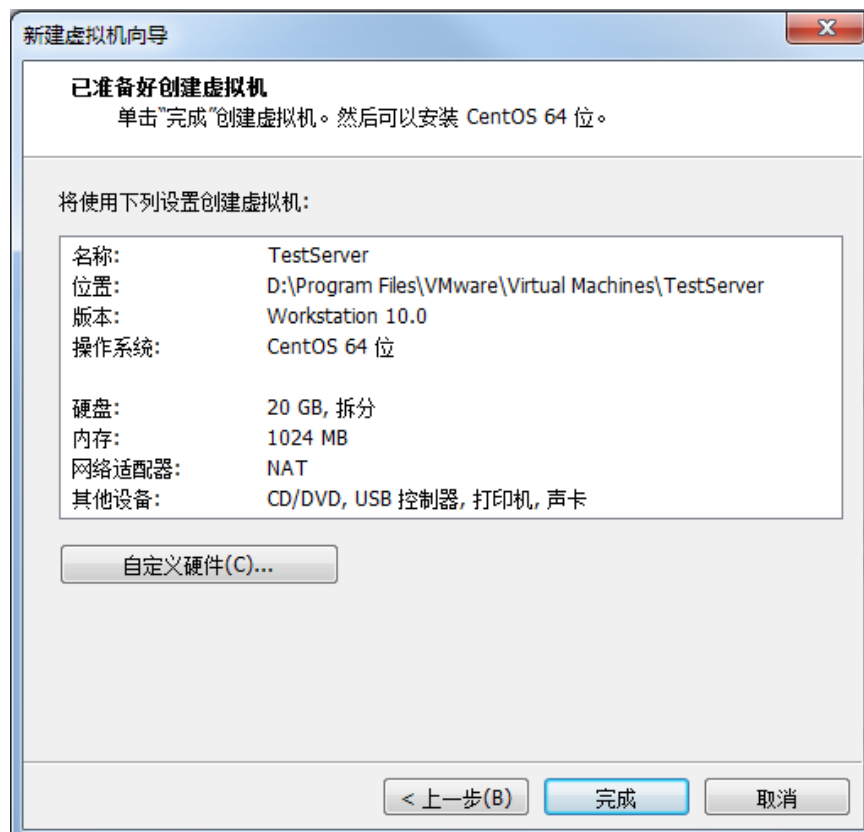 新建虚拟机向导
已准备好创建虚拟机
单击"完成"创建虚拟机。然后可以安装 CentOS 64 位。
将使用下列设置创建虚拟机:
名称: TestServer
位置: D:\Program Files\VMware\Virtual Machines\TestServer
版本: Workstation 10.0
操作系统: CentOS 64 位
硬盘: 20 GB, 拆分
内存: 1024 MB
网络适配器: NAT
其他设备: CD/DVD, USB 控制器, 打印机, 声卡
自定义硬件(C)...
< 上一步(B) 完成 取消